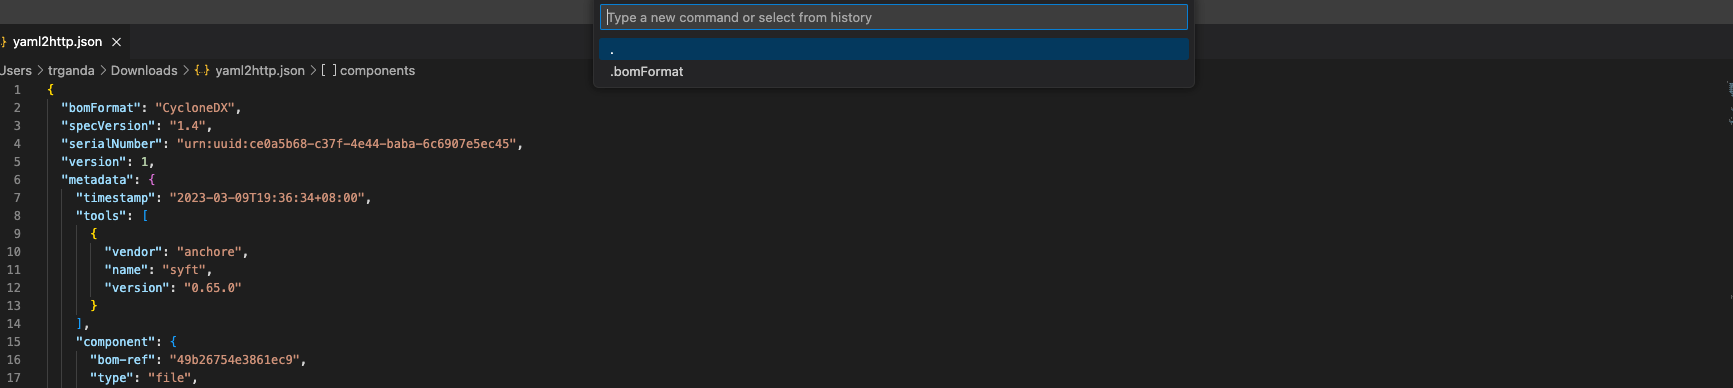 Type a new command or select from history
.
.bomFormat
yaml2http.json
Users > trganda > Downloads > {} yaml2http.json > [ ] components
1 {
2 "bomFormat": "CycloneDX",
3 "specVersion": "1.4",
4 "serialNumber": "urn:uuid:ce0a5b68-c37f-4e44-baba-6c6907e5ec45",
5 "version": 1,
6 "metadata": {
7 "timestamp": "2023-03-09T19:36:34+08:00",
8 "tools": [
9 {
10 "vendor": "anchore",
11 "name": "syft",
12 "version": "0.65.0"
13 }
14 ],
15 "component": {
16 "bom-ref": "49b26754e3861ec9",
17 "type": "file",